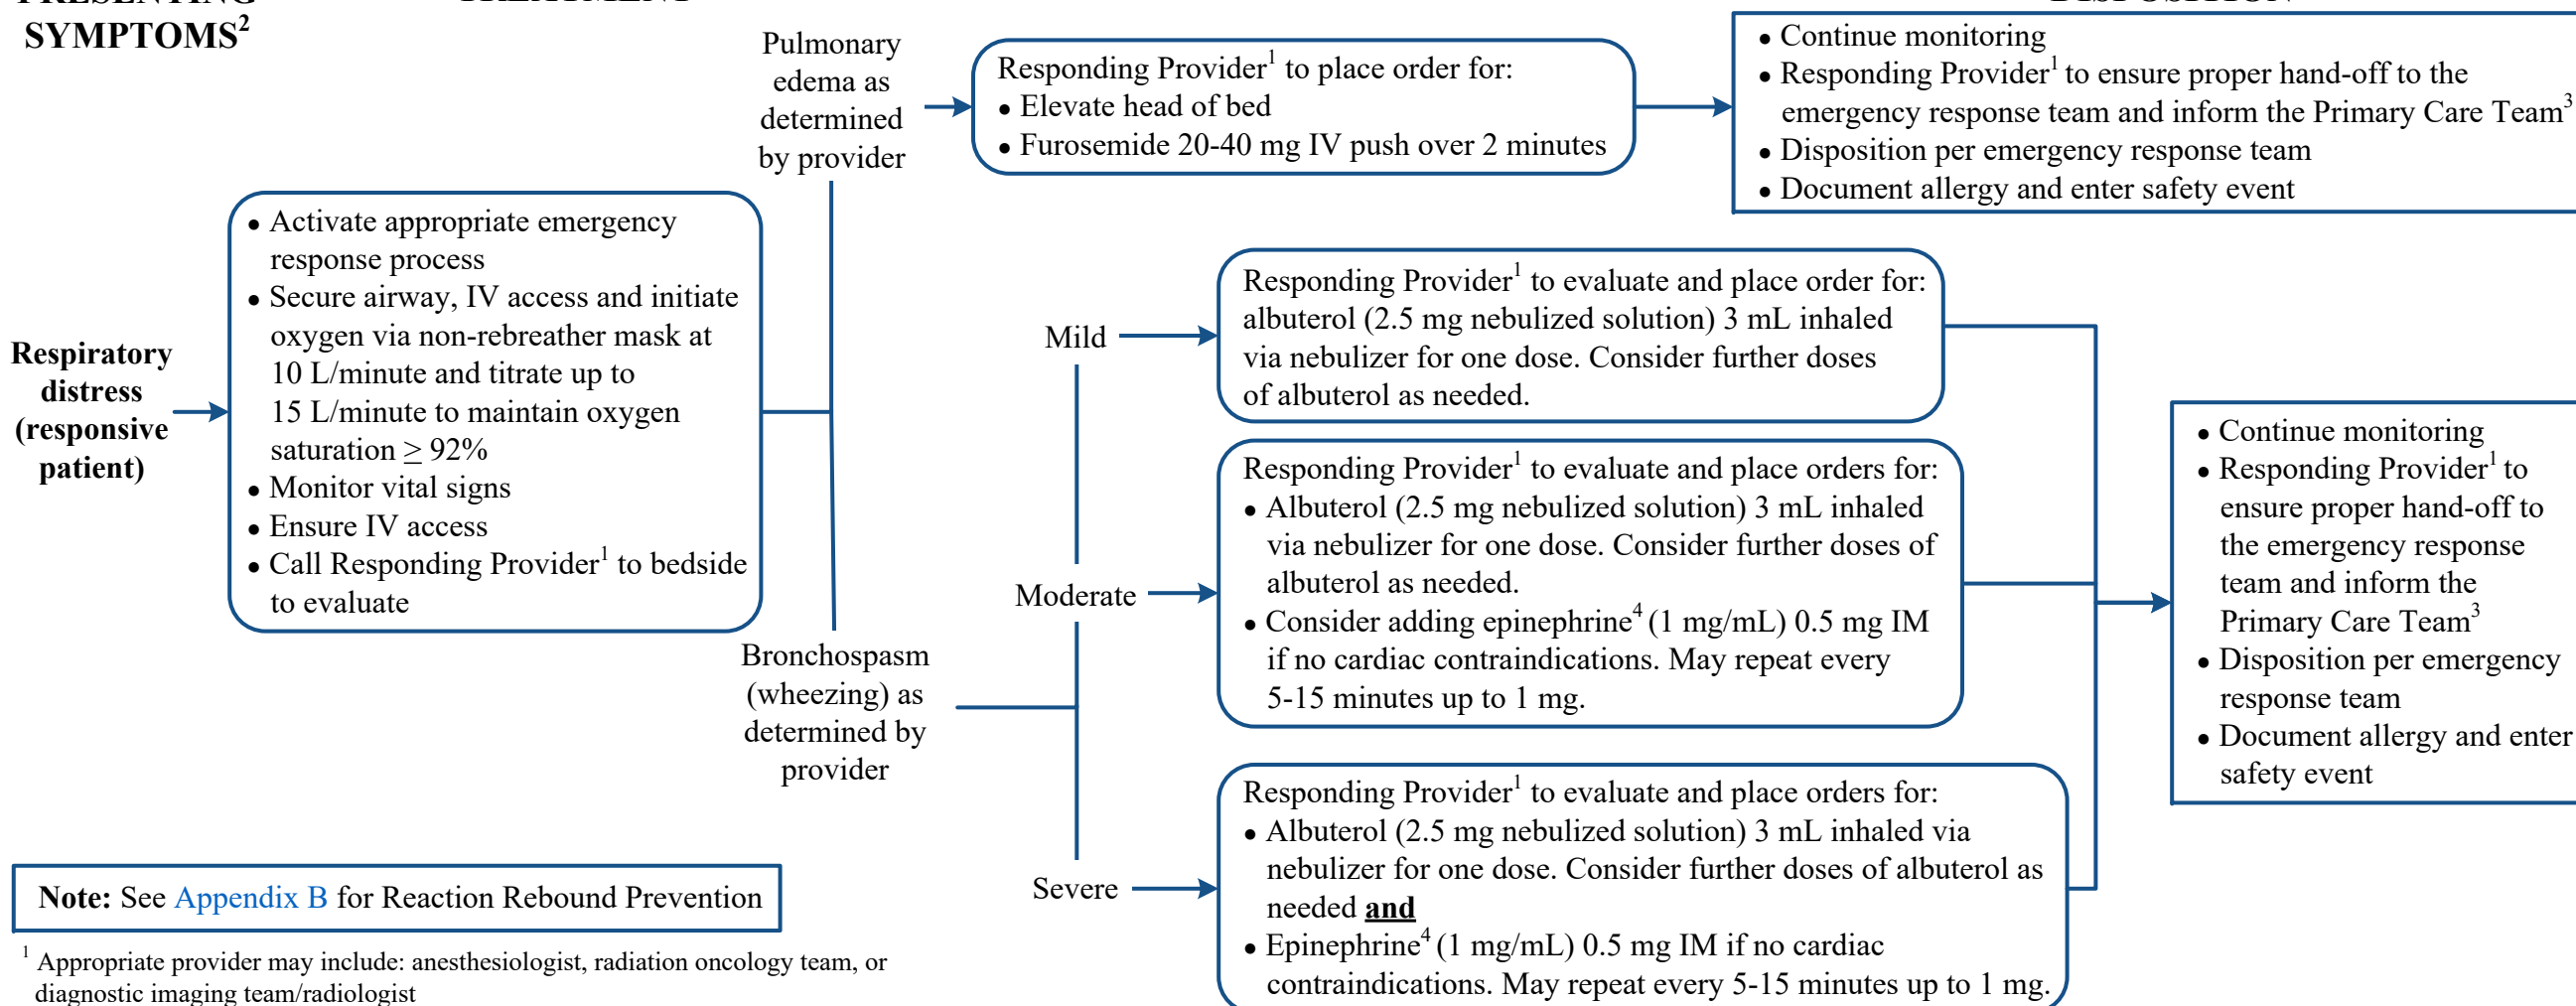 SYMPTOMS²
Respiratory
distress
(responsive
patient)
• Activate appropriate emergency
response process
• Secure airway, IV access and initiate
oxygen via non-rebreather mask at
10 L/minute and titrate up to
15 L/minute to maintain oxygen
saturation ≥ 92%
• Monitor vital signs
• Ensure IV access
• Call Responding Provider¹ to bedside
to evaluate
Pulmonary
edema as
determined
by provider
Responding Provider¹ to place order for:
• Elevate head of bed
• Furosemide 20-40 mg IV push over 2 minutes
• Continue monitoring
• Responding Provider¹ to ensure proper hand-off to the
emergency response team and inform the Primary Care Team³
• Disposition per emergency response team
• Document allergy and enter safety event
Bronchospasm
(wheezing) as
determined by
provider
Mild
Responding Provider¹ to evaluate and place order for:
albuterol (2.5 mg nebulized solution) 3 mL inhaled
via nebulizer for one dose. Consider further doses
of albuterol as needed.
Moderate
Responding Provider¹ to evaluate and place orders for:
• Albuterol (2.5 mg nebulized solution) 3 mL inhaled
via nebulizer for one dose. Consider further doses of
albuterol as needed.
• Consider adding epinephrine⁴ (1 mg/mL) 0.5 mg IM
if no cardiac contraindications. May repeat every
5-15 minutes up to 1 mg.
Severe
Responding Provider¹ to evaluate and place orders for:
• Albuterol (2.5 mg nebulized solution) 3 mL inhaled via
nebulizer for one dose. Consider further doses of albuterol as
needed and
• Epinephrine⁴ (1 mg/mL) 0.5 mg IM if no cardiac
contraindications. May repeat every 5-15 minutes up to 1 mg.
• Continue monitoring
• Responding Provider¹ to
ensure proper hand-off to
the emergency response
team and inform the
Primary Care Team³
• Disposition per emergency
response team
• Document allergy and enter
safety event
Note: See Appendix B for Reaction Rebound Prevention
¹ Appropriate provider may include: anesthesiologist, radiation oncology team, or
diagnostic imaging team/radiologist